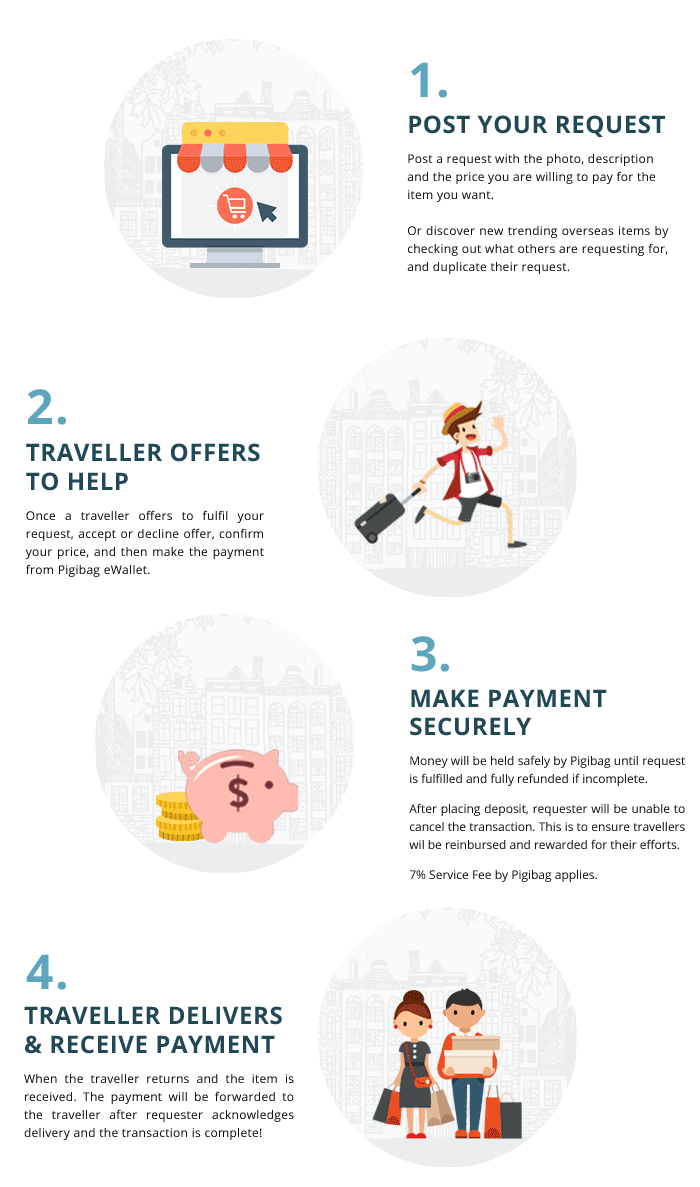 1.
POST YOUR REQUEST
Post a request with the photo, description
and the price you are willing to pay for the
item you want.
Or discover new trending overseas items by
checking out what others are requesting for,
and duplicate their request.
2.
TRAVELLER OFFERS
TO HELP
Once a traveller offers to fulfil your
request, accept or decline offer, confirm
your price, and then make the payment
from Pigibag eWallet.
3.
MAKE PAYMENT
SECURELY
Money will be held safely by Pigibag until request
is fulfilled and fully refunded if incomplete.
After placing deposit, requester will be unable to
cancel the transaction. This is to ensure travellers
wil be reinbursed and rewarded for their efforts.
7% Service Fee by Pigibag applies.
$
4.
TRAVELLER DELIVERS
& RECEIVE PAYMENT
When the traveller returns and the item is
received. The payment will be forwarded to
the traveller after requester acknowledges
delivery and the transaction is complete!